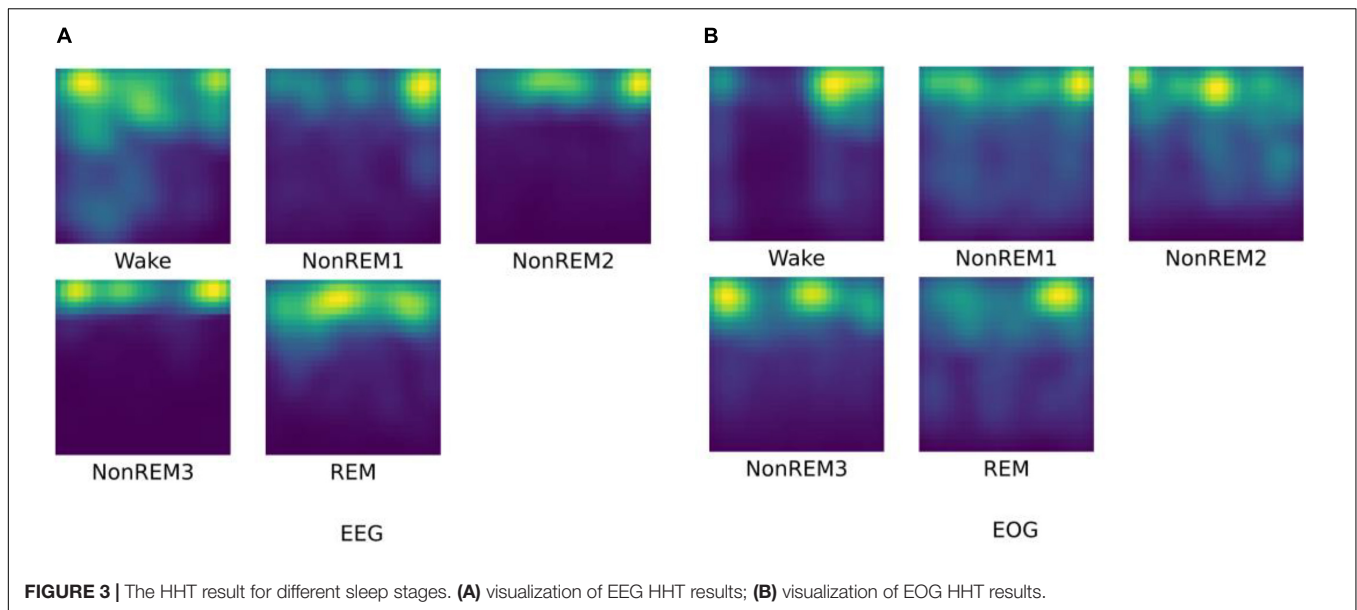 A
Wake
NonREM1
NonREM2
NonREM3
REM
EEG
B
Wake
NonREM1
NonREM2
NonREM3
REM
EOG
FIGURE 3 | The HHT result for different sleep stages. (A) visualization of EEG HHT results; (B) visualization of EOG HHT results.